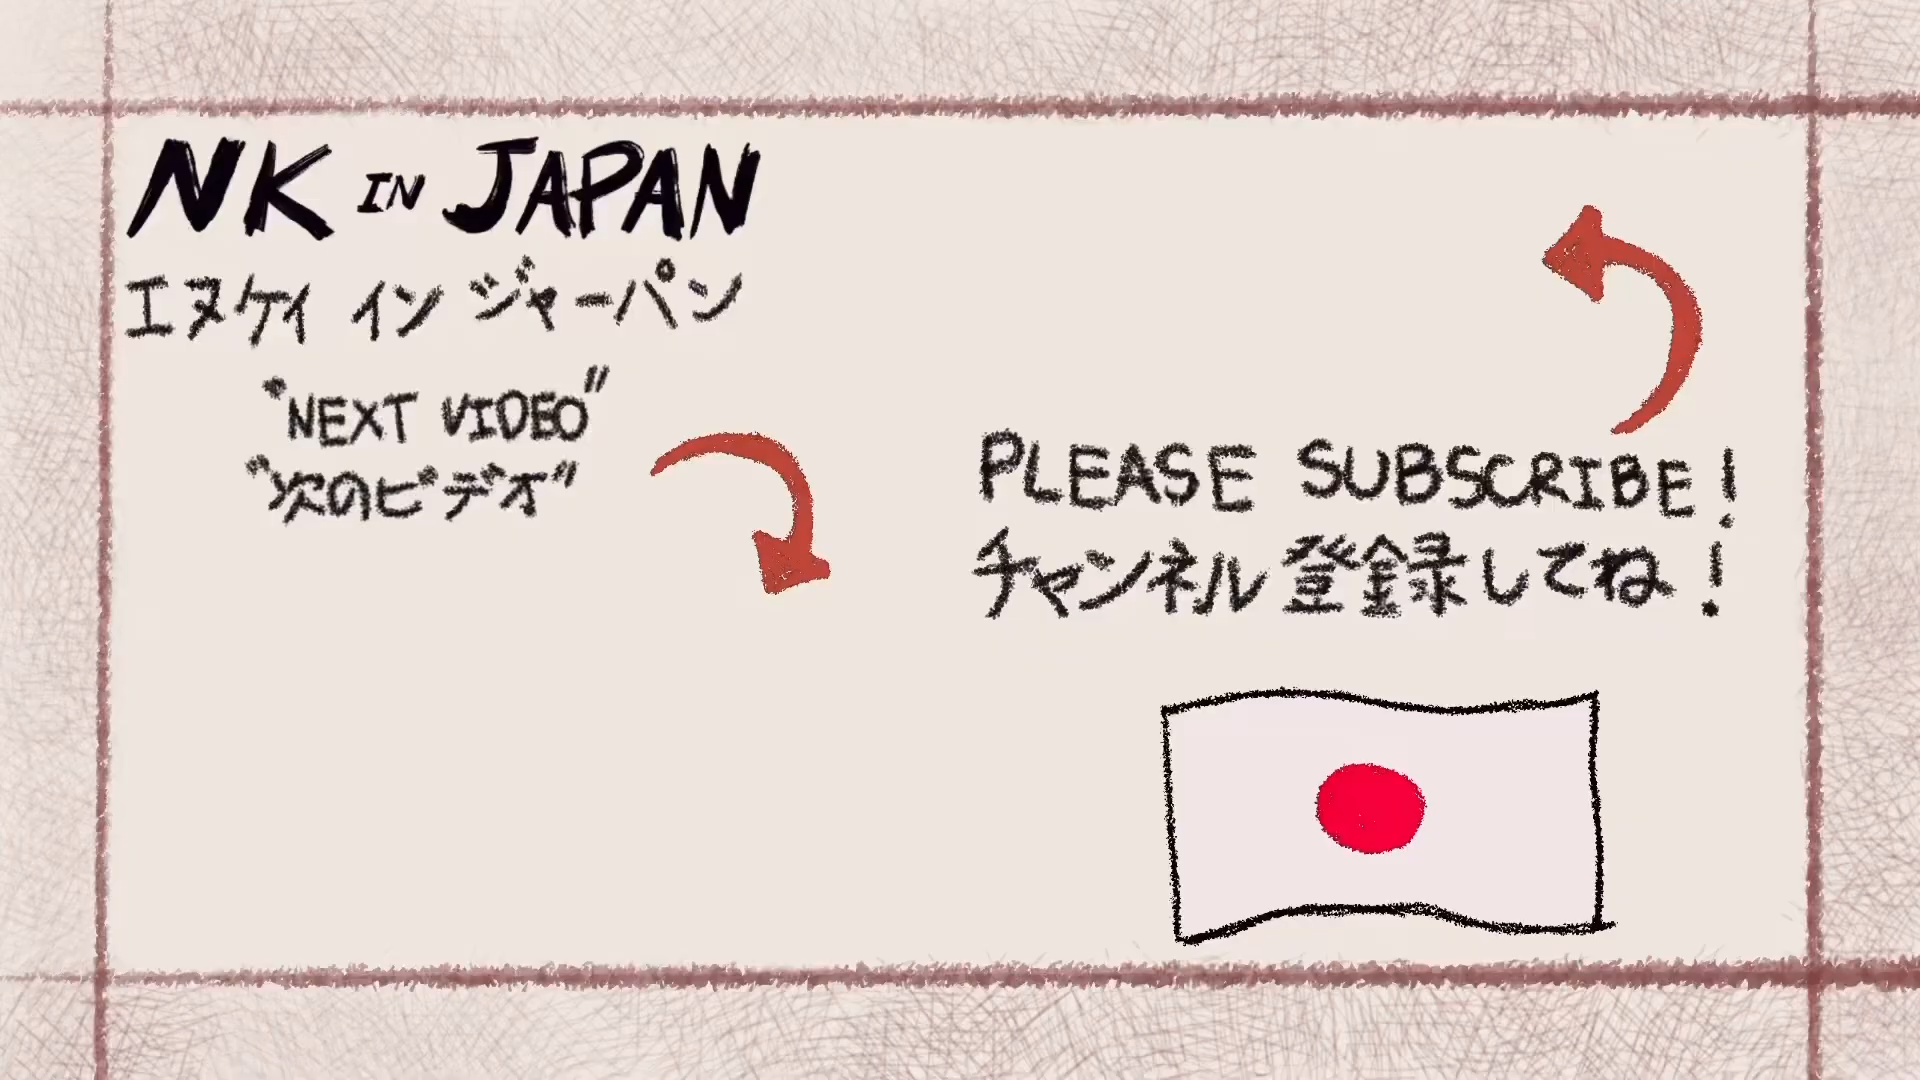 NK IN JAPAN
エヌケイ イン ジャーパン
"NEXT VIDEO"
"次のビデオ"
PLEASE SUBSCRIBE!
チャンネル登録してね!